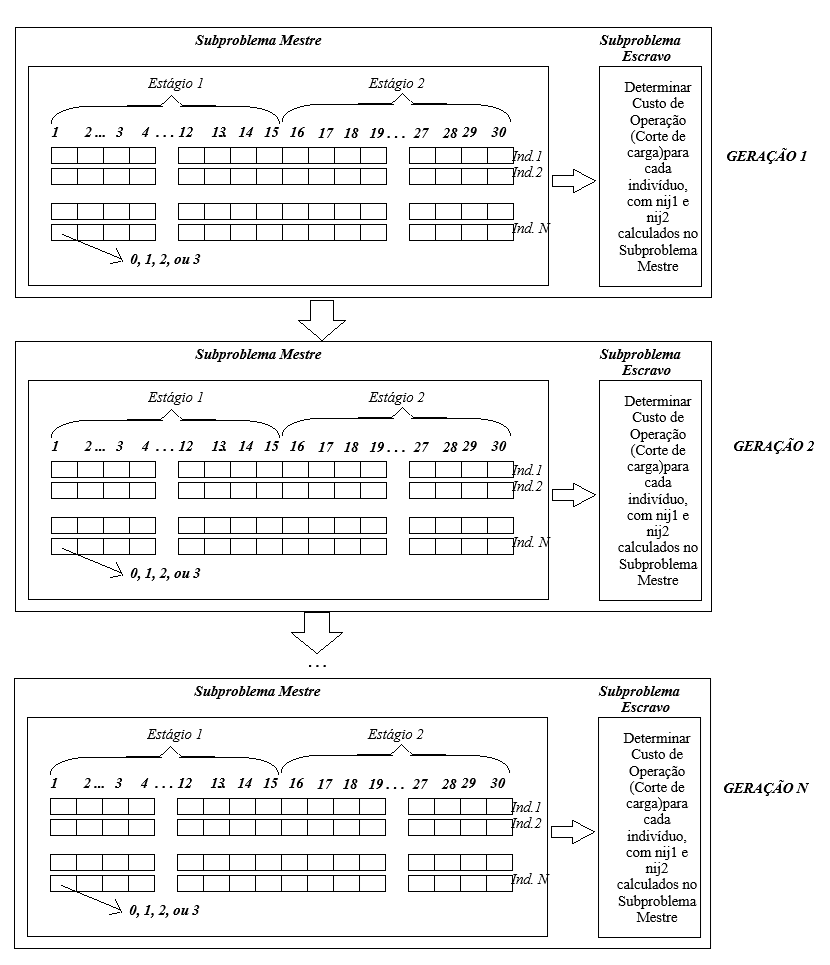 Subproblema Mestre
Subproblema
Escravo
Estágio 1
Estágio 2
1 2 ... 3 4 . . . 12 13 14 15 16 17 18 19 . . . 27 28 29 30
Ind.1
Ind.2
Ind. N
0, 1, 2, ou 3
Determinar
Custo de
Operação
(Corte de
carga)para
cada
indivíduo,
com nij1 e
nij2
calculados no
Subproblema
Mestre
GERAÇÃO 1
Subproblema Mestre
Subproblema
Escravo
Estágio 1
Estágio 2
1 2 ... 3 4 . . . 12 13 14 15 16 17 18 19 . . . 27 28 29 30
Ind.1
Ind.2
Ind. N
0, 1, 2, ou 3
Determinar
Custo de
Operação
(Corte de
carga)para
cada
indivíduo,
com nij1 e
nij2
calculados no
Subproblema
Mestre
GERAÇÃO 2
. . .
Subproblema Mestre
Subproblema
Escravo
Estágio 1
Estágio 2
1 2 ... 3 4 . . . 12 13 14 15 16 17 18 19 . . . 27 28 29 30
Ind.1
Ind.2
Ind. N
0, 1, 2, ou 3
Determinar
Custo de
Operação
(Corte de
carga)para
cada
indivíduo,
com nij1 e
nij2
calculados no
Subproblema
Mestre
GERAÇÃO N